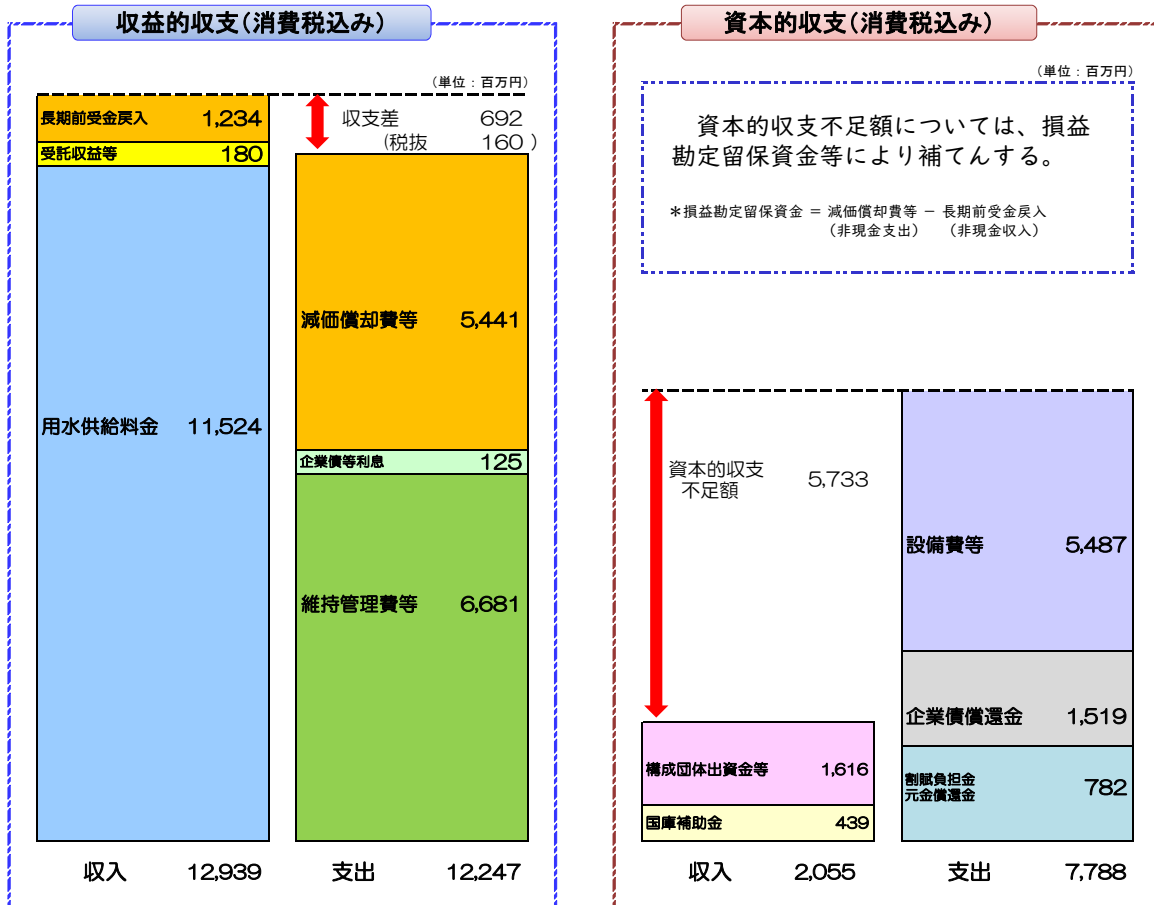 収益的収支(消費税込み)
(単位:百万円)
長期前受金戻入 1,234
受託収益等 180
用水供給料金 11,524
収支差 692
(税抜 160 )
減価償却費等 5,441
企業債等利息 125
維持管理費等 6,681
収入 12,939
支出 12,247
資本的収支(消費税込み)
(単位:百万円)
資本的収支不足額については、損益
勘定留保資金等により補てんする。
*損益勘定留保資金 = 減価償却費等 - 長期前受金戻入
(非現金支出) (非現金収入)
資本的収支
不足額
5,733
構成団体出資金等 1,616
国庫補助金 439
設備費等 5,487
企業債償還金 1,519
割賦負担金
元金償還金
782
収入 2,055
支出 7,788